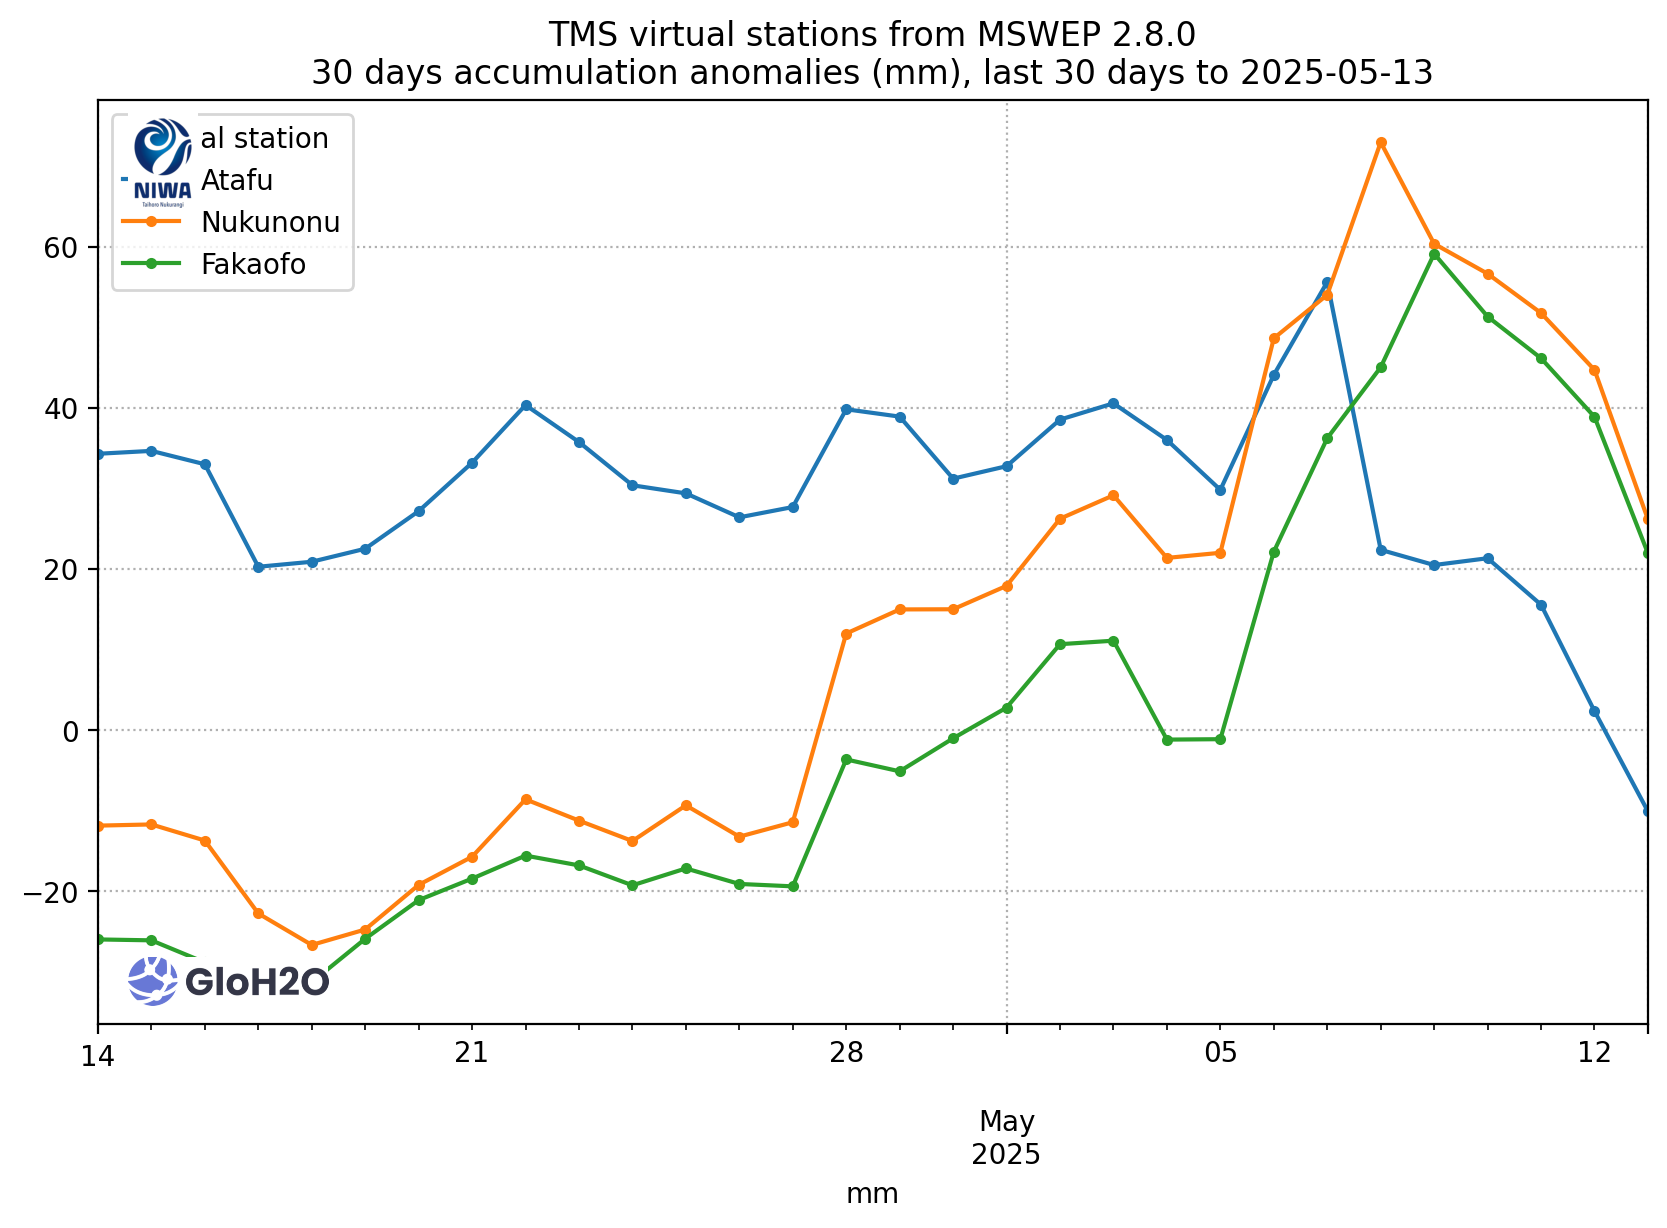 TMS virtual stations from MSWEP 2.8.0
30 days accumulation anomalies (mm), last 30 days to 2025-05-13
al station
Atafu
Nukunonu
Fakaofo
NIWA
Taihoro Nukurangi
60
40
20
0
−20
GloH2O
14
21
28
05
12
May
2025
mm